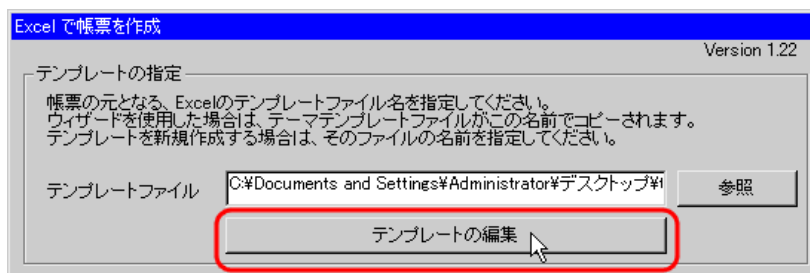 Excel で帳票を作成
Version 1.22
テンプレートの指定
帳票の元となる、Excelのテンプレートファイル名を指定してください。
ウィザードを使用した場合は、テーマテンプレートファイルがこの名前でコピーされます。
テンプレートを新規作成する場合は、そのファイルの名前を指定してください。
テンプレートファイル C:¥Documents and Settings¥Administrator¥デスクトップ¥t 参照
テンプレートの編集